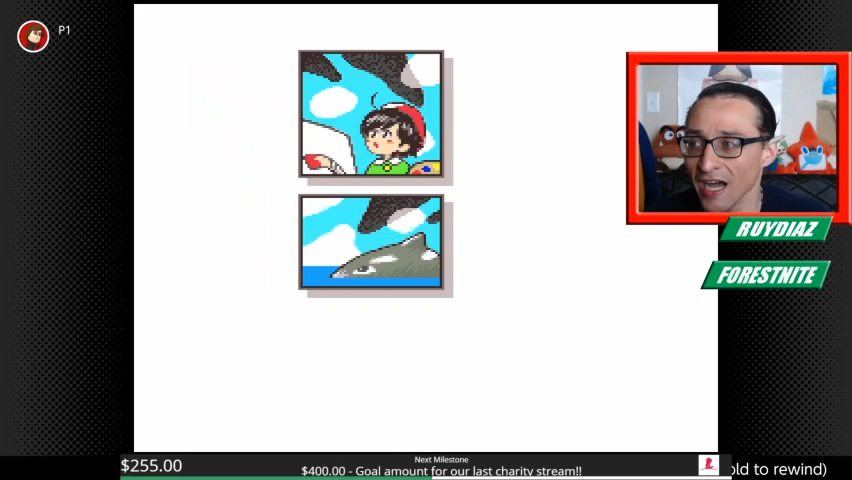 P1
RUYDIAZ
FORESTNITE
$255.00
Next Milestone
$400.00 - Goal amount for our last charity stream!!
old to rewind)